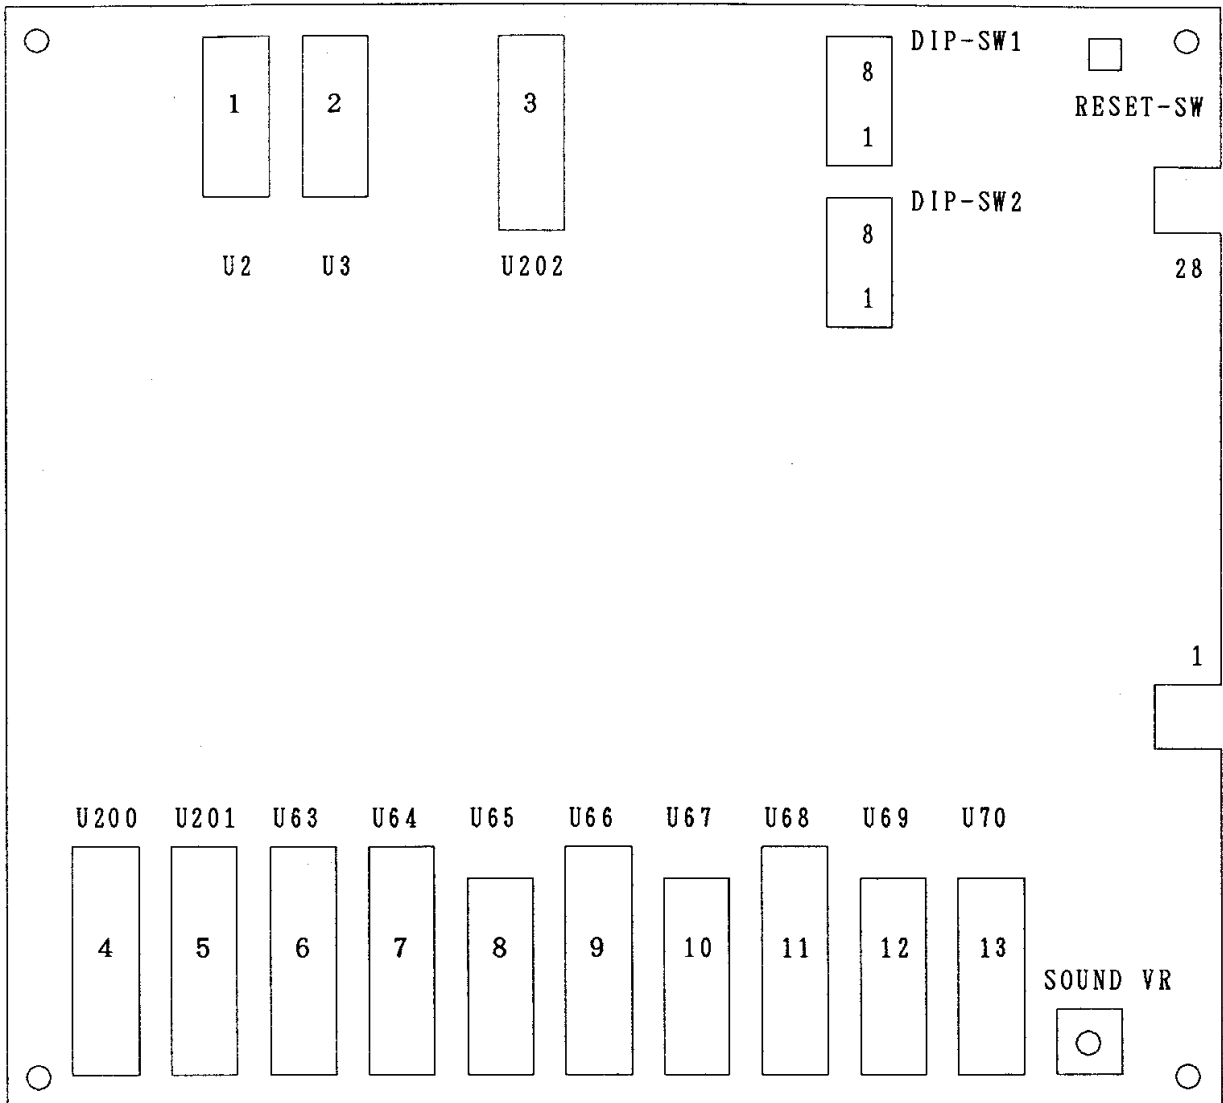 DIP-SW1
8
1 2 3
RESET-SW
1
DIP-SW2
8
U2 U3 U202 28
1
1
U200 U201 U63 U64 U65 U66 U67 U68 U69 U70
4 5 6 7 8 9 10 11 12 13
SOUND VR